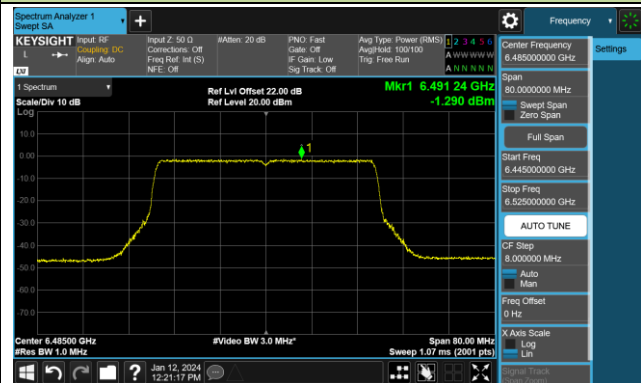 Spectrum Analyzer 1
Swept SA
Frequency
KEYSIGHT
L
LXI
Input: RF
Coupling: DC
Align: Auto
Input Z: 50 Ω
Corrections: Off
Freq Ref: Int (S)
NFE: Off
#Atten: 20 dB
PNO: Fast
Gate: Off
IF Gain: Low
Sig Track: Off
Avg Type: Power (RMS)
Avg|Hold: 100/100
Trig: Free Run
1 2 3 4 5 6
A W W W W W
A N N N N N
1 Spectrum
Scale/Div 10 dB
Log
Ref Lvl Offset 22.00 dB
Ref Level 20.00 dBm
Mkr1 6.491 24 GHz
-1.290 dBm
10.0
0.00
-10.0
-20.0
-30.0
-40.0
-50.0
-60.0
-70.0
1
Center 6.48500 GHz
#Res BW 1.0 MHz
#Video BW 3.0 MHz*
Span 80.00 MHz
Sweep 1.07 ms (2001 pts)
Jan 12, 2024
12:21:17 PM
Center Frequency
6.485000000 GHz
Span
80.0000000 MHz
Swept Span
Zero Span
Full Span
Start Freq
6.445000000 GHz
Stop Freq
6.525000000 GHz
AUTO TUNE
CF Step
8.000000 MHz
Auto
Man
Freq Offset
0 Hz
X Axis Scale
Log
Lin
Signal Track
(Span Zoom)
Settings